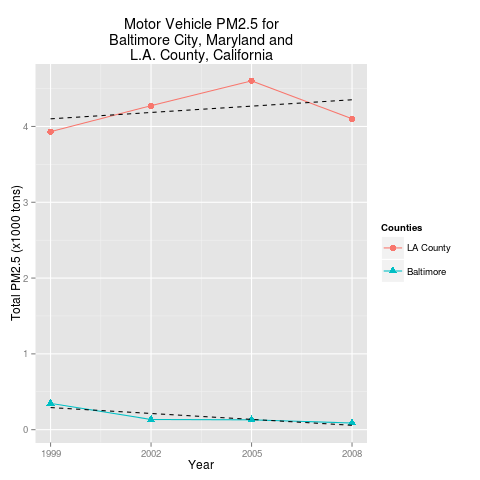 Motor Vehicle PM2.5 for
Baltimore City, Maryland and
L.A. County, California
Total PM2.5 (x1000 tons)
4
3
2
1
0
1999
2002
2005
2008
Year
Counties
LA County
Baltimore